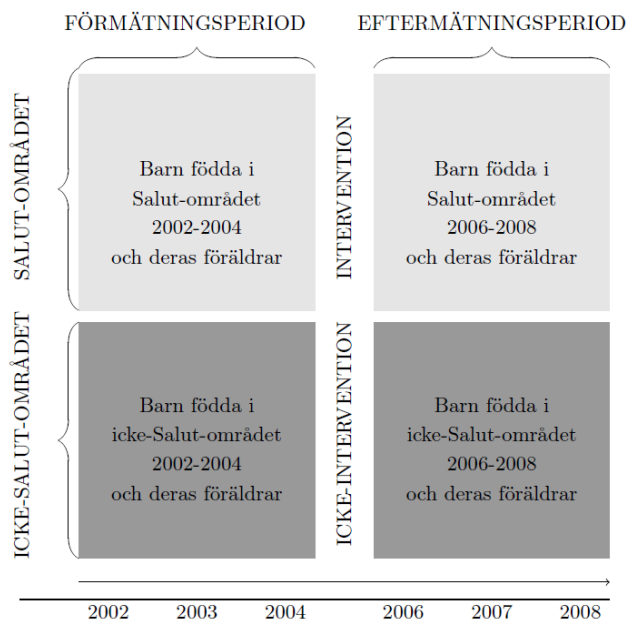 FÖRMÄTNINGSPERIOD
EFTERMÄTNINGSPERIOD
SALUT-OMRÅDET
Barn födda i
Salut-området
2002-2004
och deras föräldrar
INTERVENTION
Barn födda i
Salut-området
2006-2008
och deras föräldrar
ICKE-SALUT-OMRÅDET
Barn födda i
icke-Salut-området
2002-2004
och deras föräldrar
ICKE-INTERVENTION
Barn födda i
icke-Salut-området
2006-2008
och deras föräldrar
2002 2003 2004 2006 2007 2008